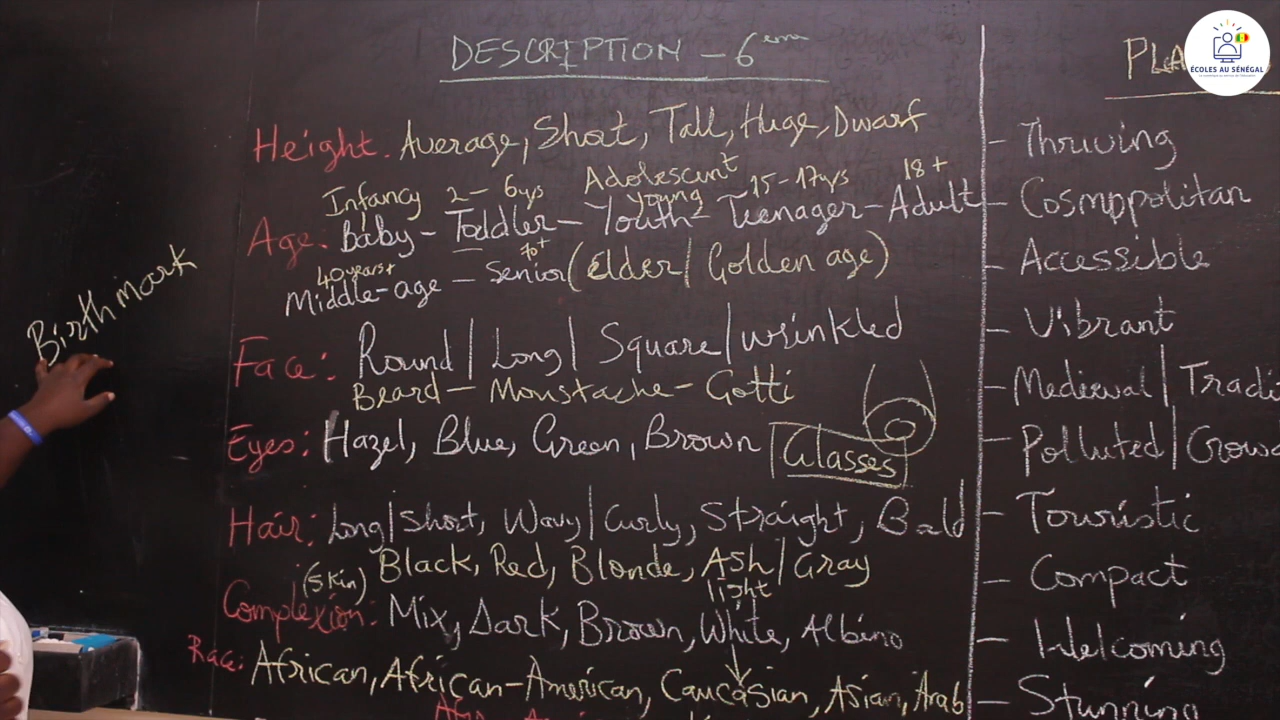 DESCRIPTION - 6ème
Height. Average, Short, Tall, Huge, Dwarf
Infancy 2 - 6yrs Adolescent young 15-17yrs 18+
Age: Baby - Toddler - Youth - Teenager - Adult
40years+ 70+
Middle-age - Senior (elder / Golden age)
Face: Round / Long / Square / wrinkled
Beard - Moustache - Gotti
Eyes: Hazel, Blue, Green, Brown / Glasses
Hair: Long / Short, Wavy / Curly, Straight, Bald
Black, Red, Blonde, Ash / Gray
(Skin) light
Complexion: Mix, Dark, Brown, White, Albino
Race: African, African-American, Caucasian, Asian, Arab
Birthmark
- Thriving
- Cosmppolitan
- Accessible
- Vibrant
- Medieval / Tradi
- Polluted / Crow
- Touristic
- Compact
- Welcoming
- Stunning
ÉCOLES AU SÉNÉGAL